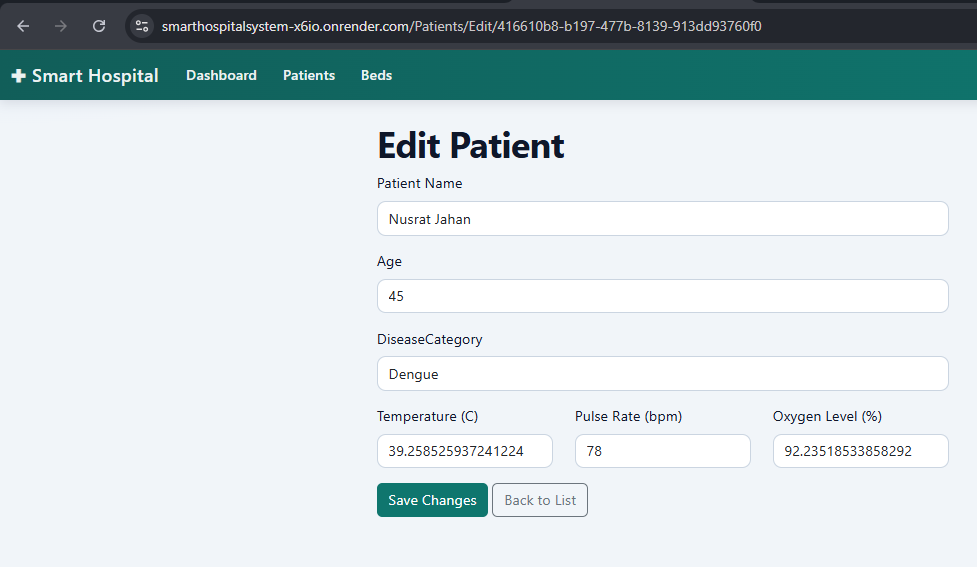 smarthospitalsystem-x6io.onrender.com/Patients/Edit/416610b8-b197-477b-8139-913dd93760f0
Smart Hospital Dashboard Patients Beds
Edit Patient
Patient Name
Nusrat Jahan
Age
45
DiseaseCategory
Dengue
Temperature (C) Pulse Rate (bpm) Oxygen Level (%)
39.258525937241224 78 92.23518533858292
Save Changes Back to List